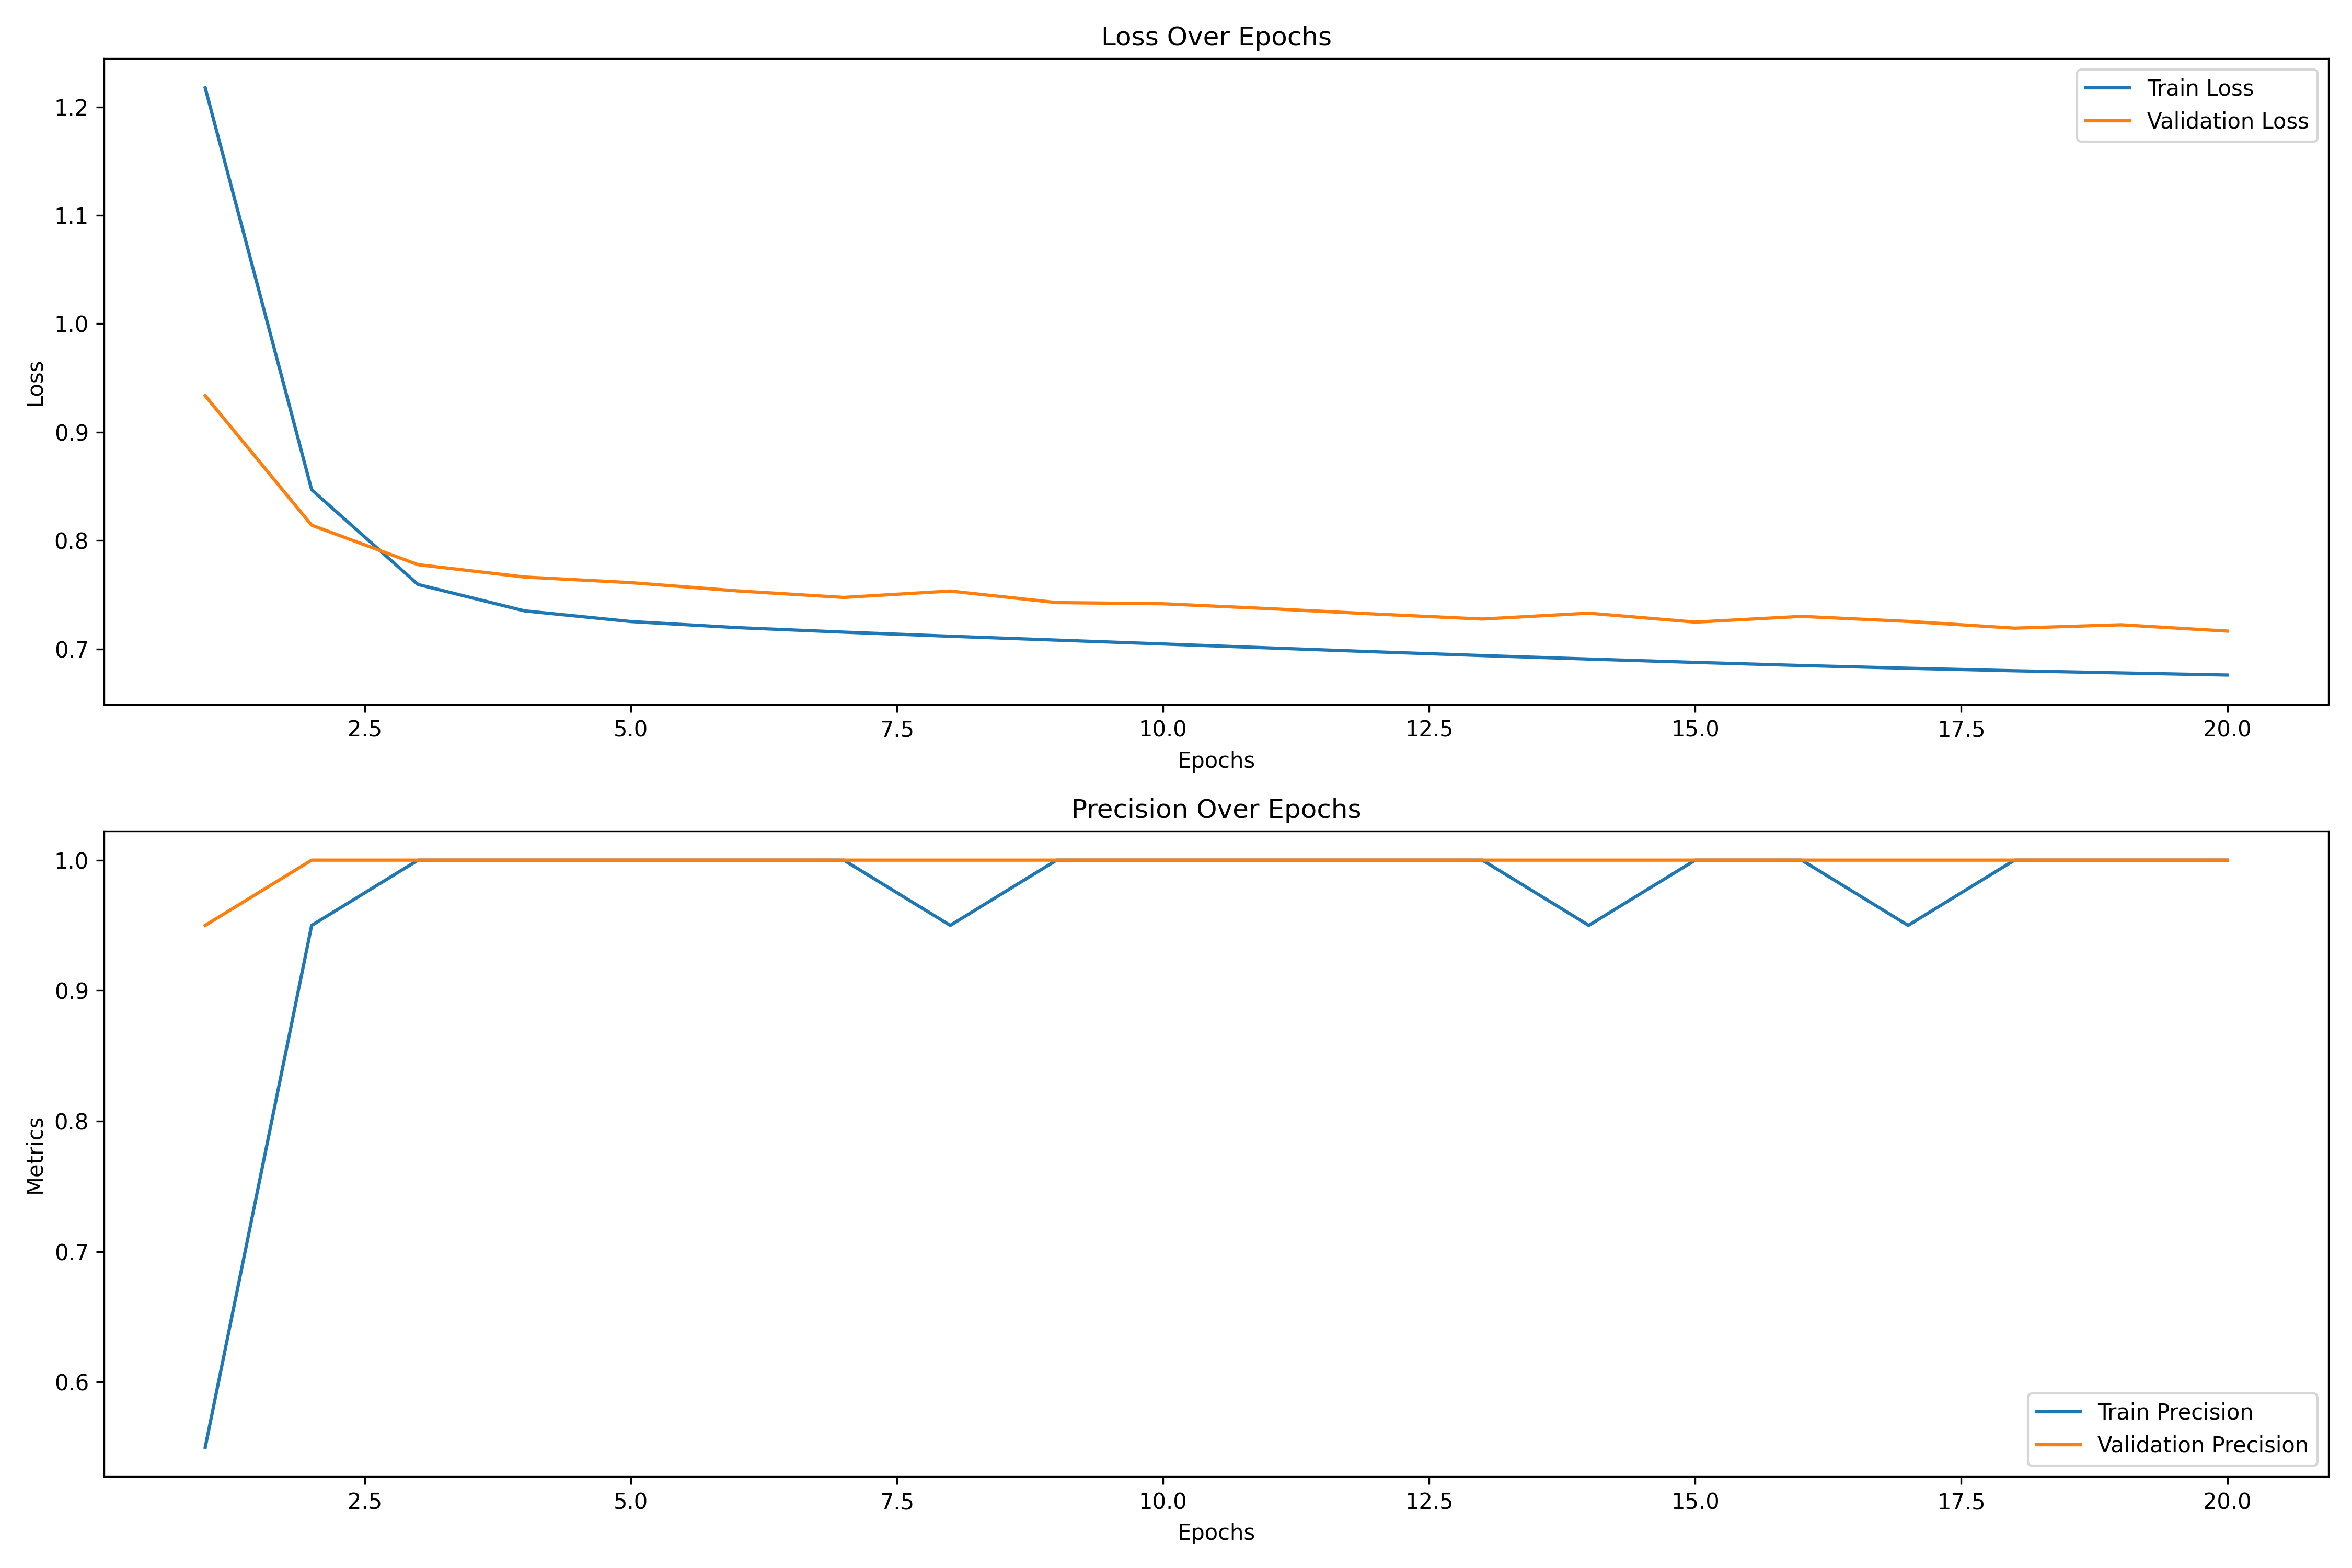 Loss Over Epochs
Train Loss
Validation Loss
1.2
1.1
1.0
0.9
0.8
0.7
Loss
2.5 5.0 7.5 10.0 12.5 15.0 17.5 20.0
Epochs
Precision Over Epochs
1.0
0.9
0.8
0.7
0.6
Metrics
Train Precision
Validation Precision
2.5 5.0 7.5 10.0 12.5 15.0 17.5 20.0
Epochs